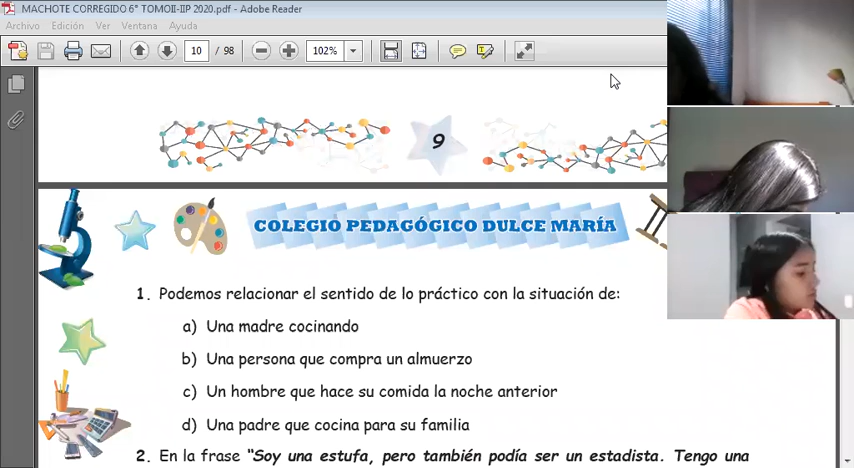 MACHOTE CORREGIDO 6° TOMOII-IIP 2020.pdf - Adobe Reader
Archivo Edición Ver Ventana Ayuda
10 / 98 102%
9
COLEGIO PEDAGÓGICO DULCE MARÍA
1. Podemos relacionar el sentido de lo práctico con la situación de:
a) Una madre cocinando
b) Una persona que compra un almuerzo
c) Un hombre que hace su comida la noche anterior
d) Una padre que cocina para su familia
2. En la frase "Soy una estufa, pero también podía ser un estadista. Tengo una